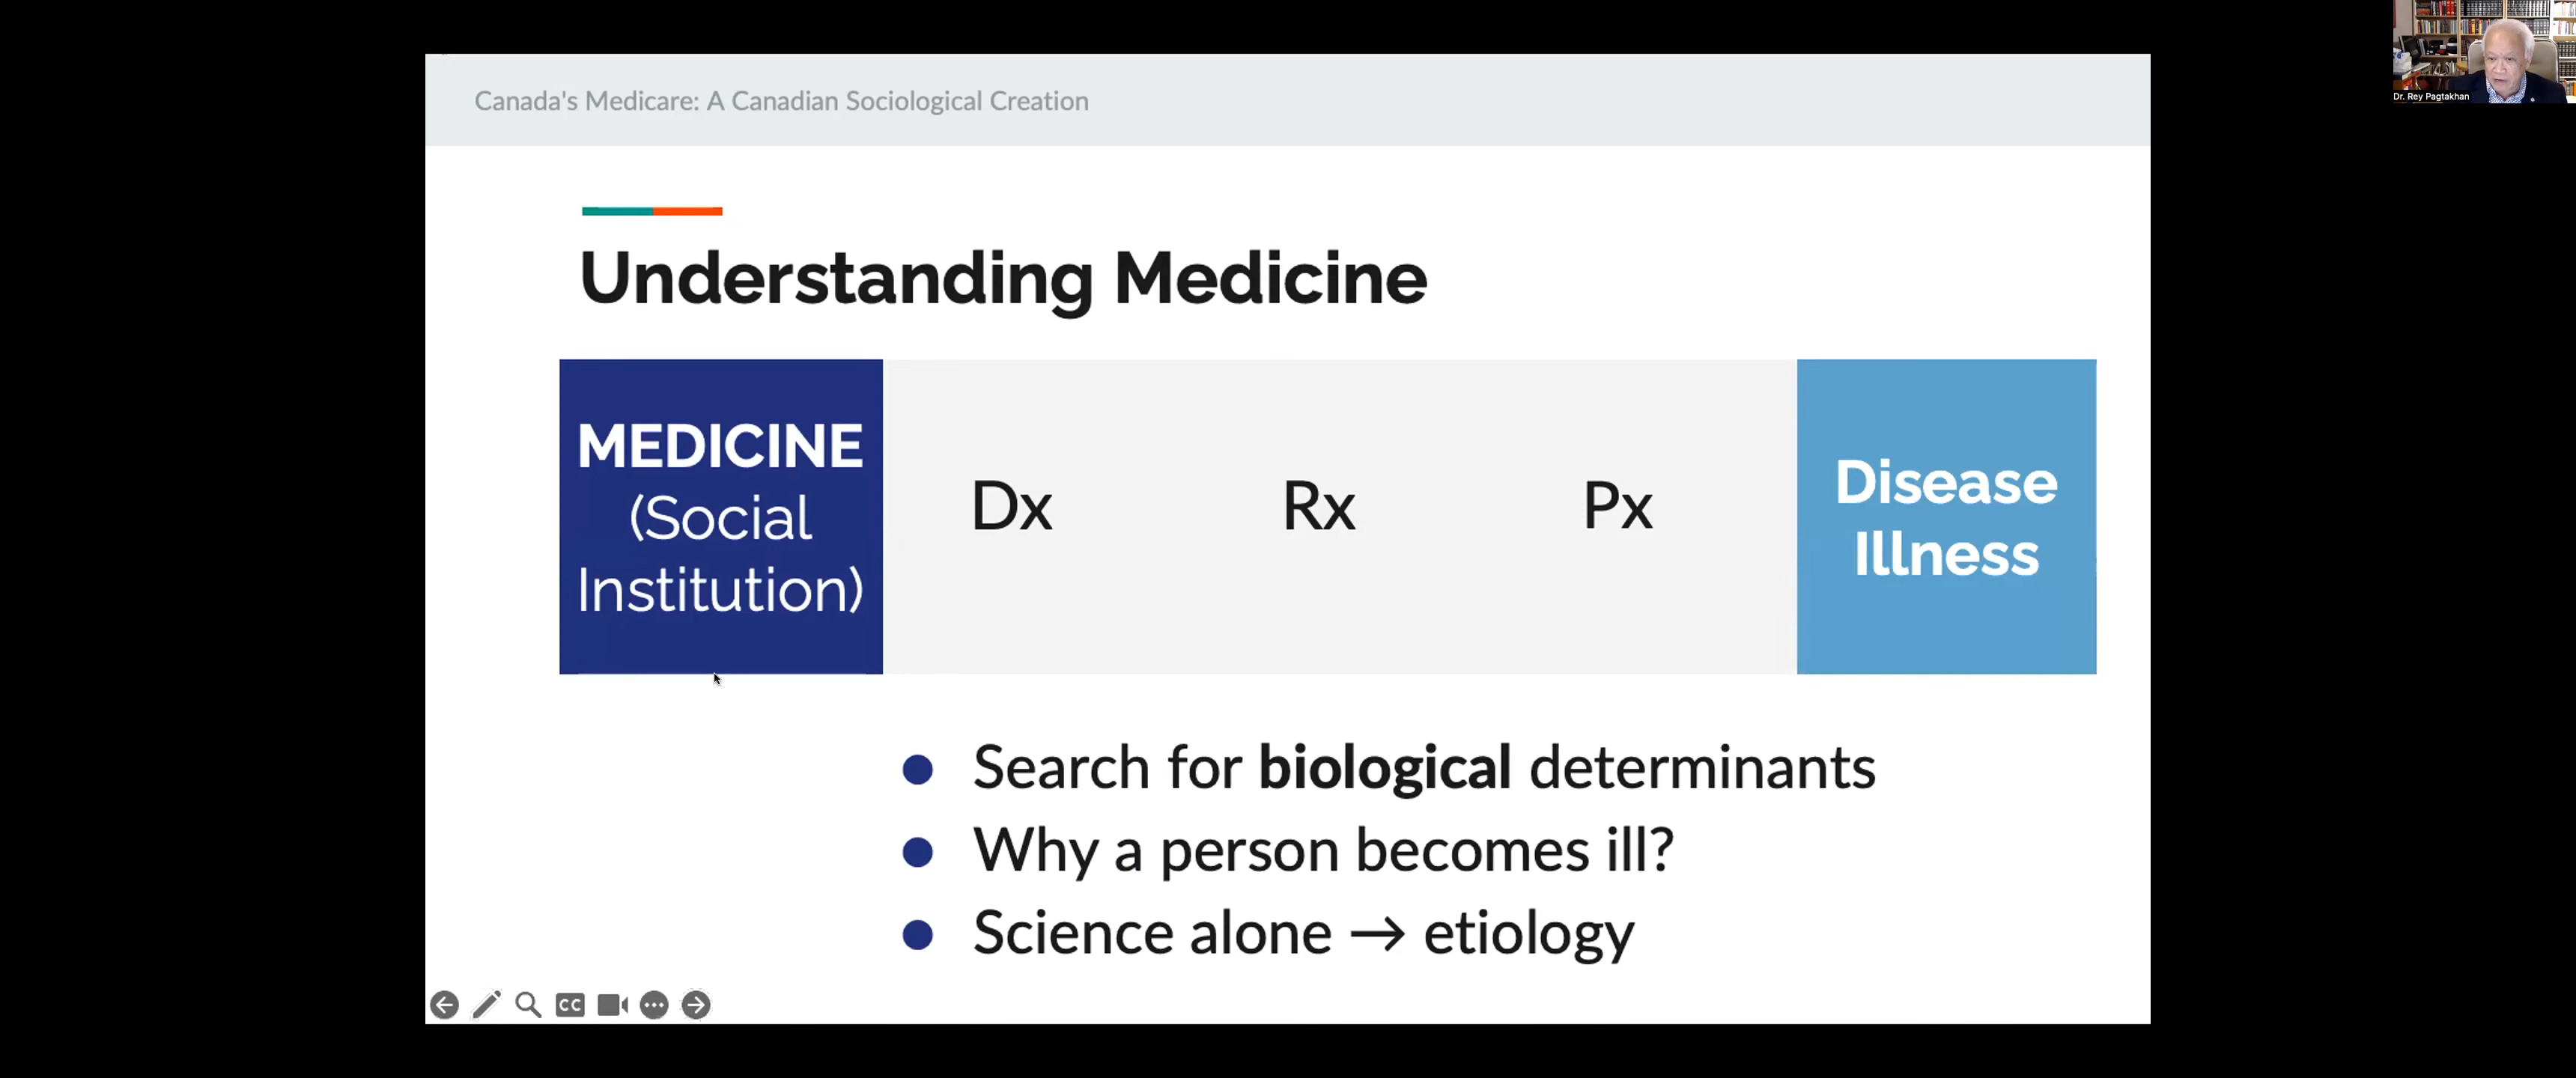 Canada's Medicare: A Canadian Sociological Creation
Dr. Rey Pagtakhan
Understanding Medicine
MEDICINE
(Social
Institution)
Dx
Rx
Px
Disease
Illness
Search for biological determinants
Why a person becomes ill?
Science alone → etiology
CC